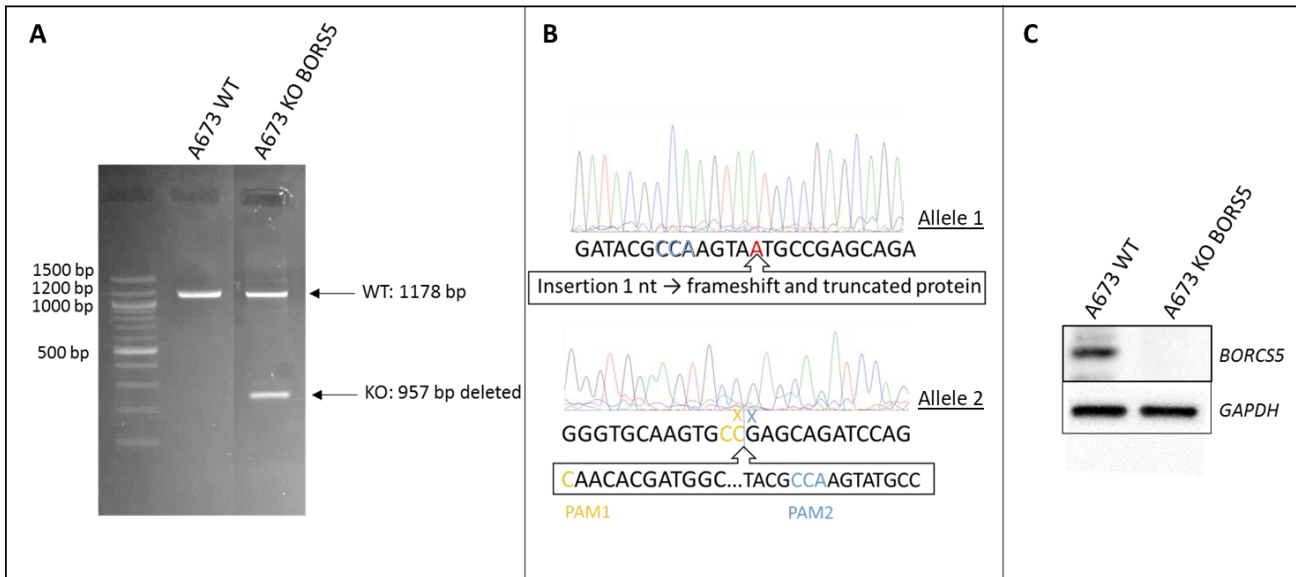 A
A673 WT
A673 KO BORS5
1500 bp
1200 bp
1000 bp
500 bp
WT: 1178 bp
KO: 957 bp deleted
B
Allele 1
GATACGCCAAGTAATGCCGAGCAGA
Insertion 1 nt → frameshift and truncated protein
Allele 2
X X
GGGTGCAAGTGCCGAGCAGATCCAG
CAACACGATGGC...TACGCCAAGTATGCC
PAM1 PAM2
C
A673 WT
A673 KO BORS5
BORCS5
GAPDH